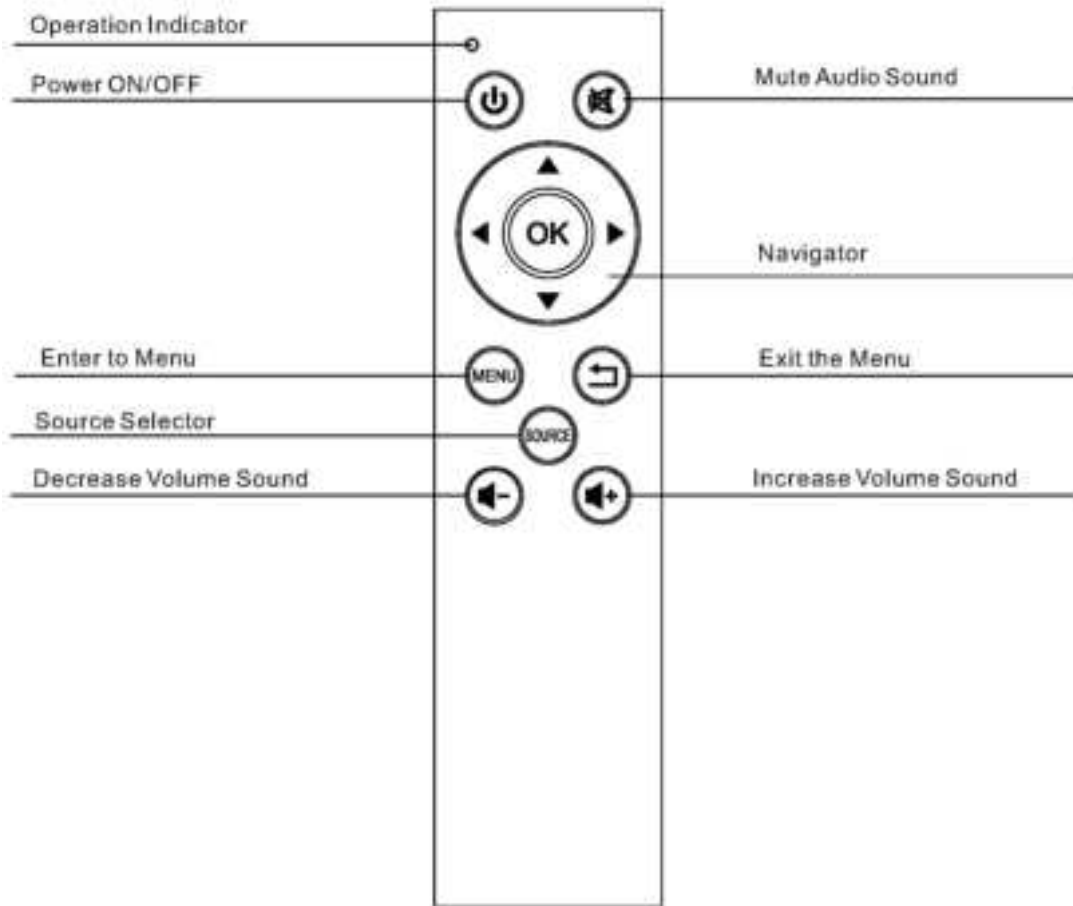 Operation Indicator
Power ON/OFF
Mute Audio Sound
OK
Navigator
Enter to Menu
MENU
Exit the Menu
Source Selector
SOURCE
Decrease Volume Sound
Increase Volume Sound